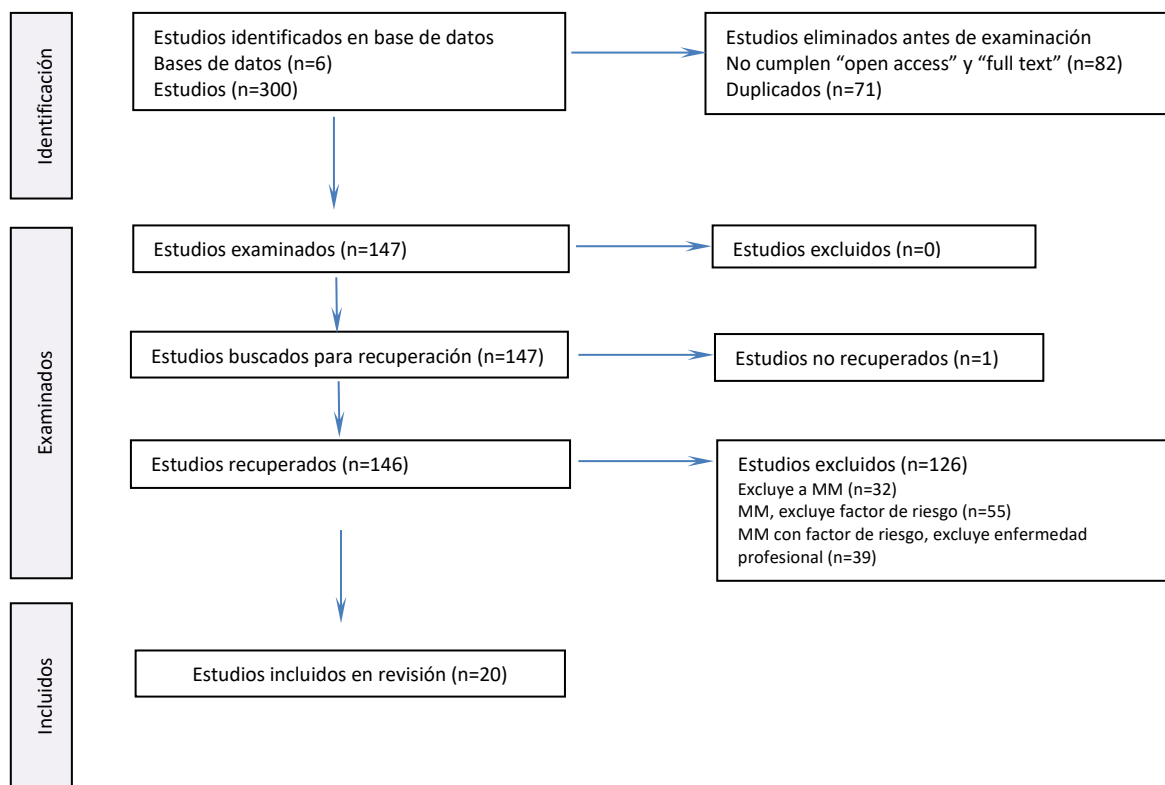 Identificación
Estudios identificados en base de datos
Bases de datos (n=6)
Estudios (n=300)
Estudios eliminados antes de examinación
No cumplen “open access” y “full text” (n=82)
Duplicados (n=71)
Examinados
Estudios examinados (n=147)
Estudios excluidos (n=0)
Estudios buscados para recuperación (n=147)
Estudios no recuperados (n=1)
Estudios recuperados (n=146)
Estudios excluidos (n=126)
Excluye a MM (n=32)
MM, excluye factor de riesgo (n=55)
MM con factor de riesgo, excluye enfermedad
profesional (n=39)
Incluidos
Estudios incluidos en revisión (n=20)